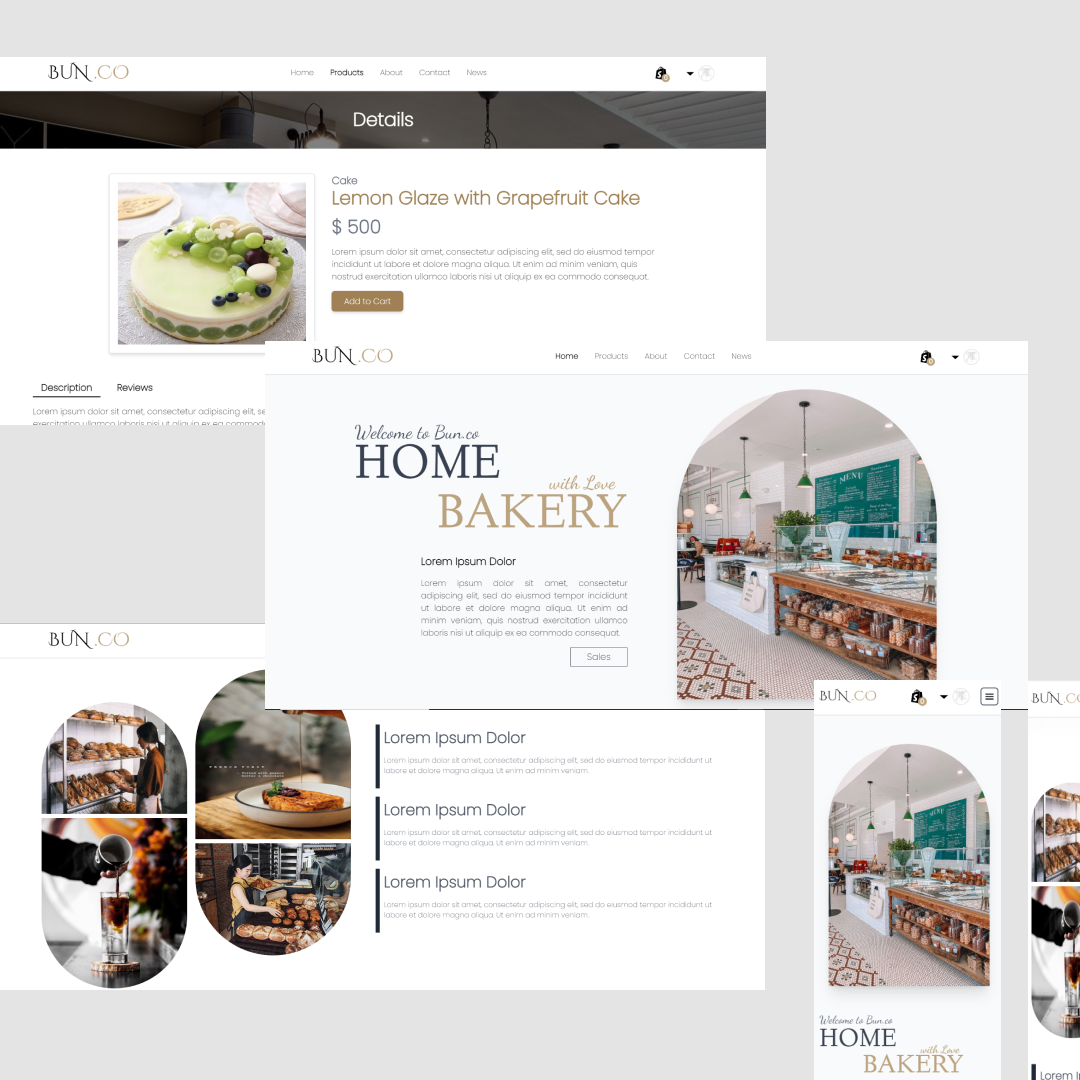 BUN.CO
Home Products About Contact News
Details
Cake
Lemon Glaze with Grapefruit Cake
$ 500
Lorem ipsum dolor sit amet, consectetur adipiscing elit, sed do eiusmod tempor
incididunt ut labore et dolore magna aliqua. Ut enim ad minim veniam, quis
nostrud exercitation ullamco laboris nisi ut aliquip ex ea commodo consequat.
Add to Cart
Description Reviews
Lorem ipsum dolor sit amet, consectetur adipiscing elit, se
exercitation ullamco laboris nisi ut aliquip ex ea commodo
BUN.CO
Home Products About Contact News
Welcome to Bun.co
HOME
with Love
BAKERY
Lorem Ipsum Dolor
Lorem ipsum dolor sit amet, consectetur
adipiscing elit, sed do eiusmod tempor incididunt
ut labore et dolore magna aliqua. Ut enim ad
minim veniam, quis nostrud exercitation ullamco
laboris nisi ut aliquip ex ea commodo consequat.
Sales
MENU
BUN.CO
Lorem Ipsum Dolor
Lorem ipsum dolor sit amet, consectetur adipiscing elit, sed do eiusmod tempor incididunt ut
labore et dolore magna aliqua. Ut enim ad minim veniam.
Lorem Ipsum Dolor
Lorem ipsum dolor sit amet, consectetur adipiscing elit, sed do eiusmod tempor incididunt ut
labore et dolore magna aliqua. Ut enim ad minim veniam.
Lorem Ipsum Dolor
Lorem ipsum dolor sit amet, consectetur adipiscing elit, sed do eiusmod tempor incididunt ut
labore et dolore magna aliqua. Ut enim ad minim veniam.
BUN.CO
MENU
Welcome to Bun.co
HOME
with Love
BAKERY
BUN.CO
Lorem I